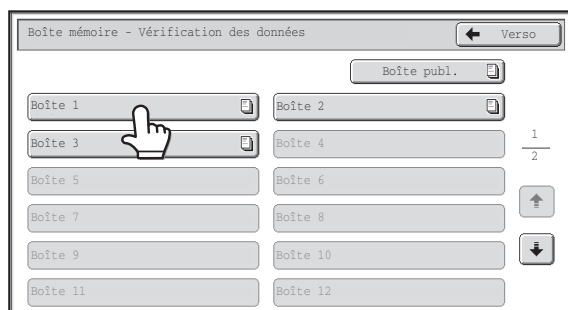 Boîte mémoire - Vérification des données
Verso
Boîte publ.
Boîte 1
Boîte 2
Boîte 3
Boîte 4
1
2
Boîte 5
Boîte 6
Boîte 7
Boîte 8
Boîte 9
Boîte 10
Boîte 11
Boîte 12